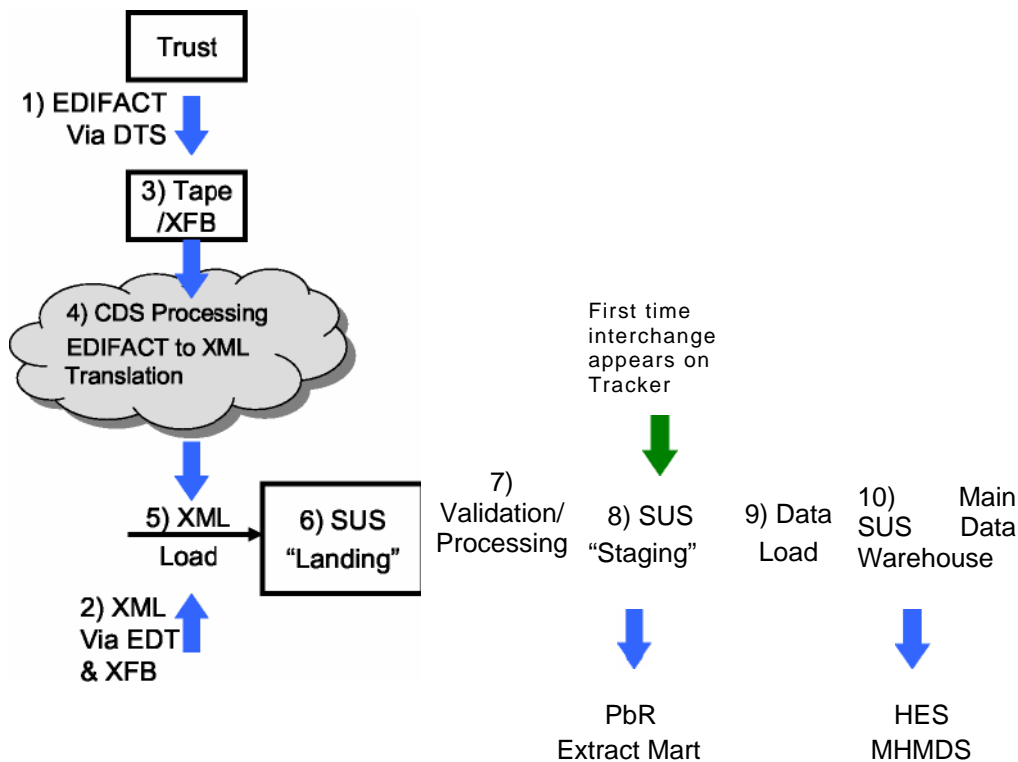 Trust
1) EDIFACT
Via DTS
3) Tape
/XFB
4) CDS Processing
EDIFACT to XML
Translation
First time
interchange
appears on
Tracker
5) XML
Load
6) SUS
“Landing”
7)
Validation/
Processing
8) SUS
“Staging”
9) Data
Load
10) Main
SUS Data
Warehouse
2) XML
Via EDT
& XFB
PbR
Extract Mart
HES
MHMDS